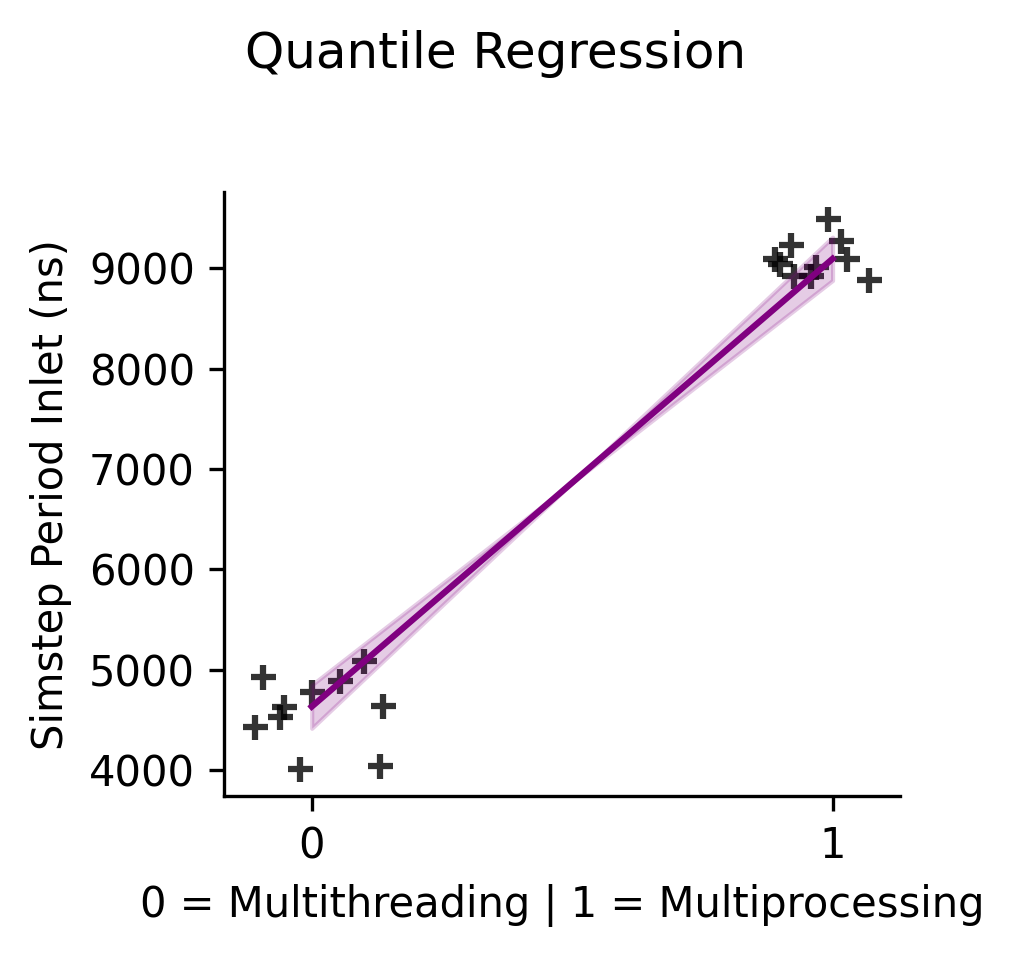 Quantile Regression
Simstep Period Inlet (ns)
9000
8000
7000
6000
5000
4000
0
1
0 = Multithreading | 1 = Multiprocessing